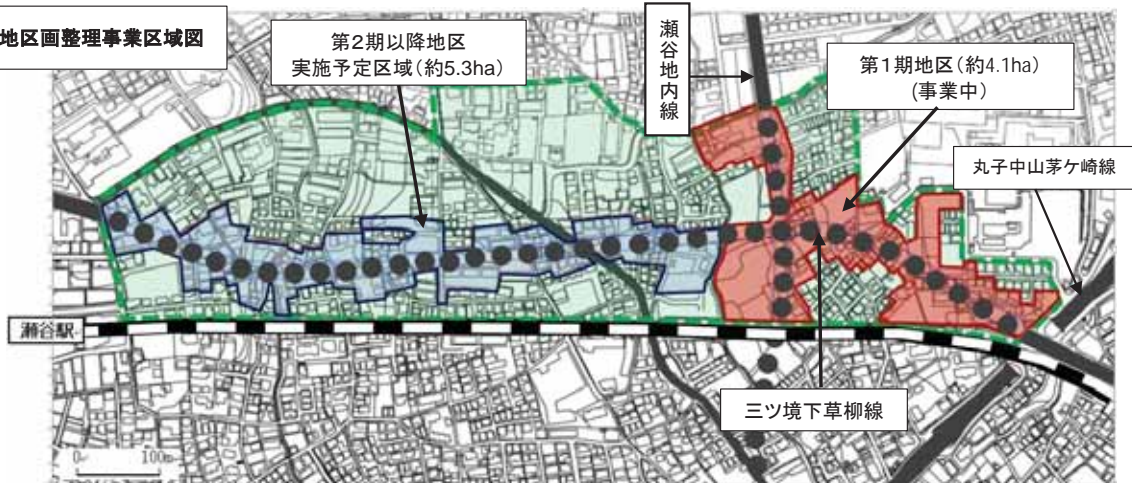 地区画整理事業区域図
第2期以降地区
実施予定区域(約5.3ha)
瀬谷地内線
第1期地区(約4.1ha)
(事業中)
丸子中山茅ケ崎線
瀬谷駅
三ツ境下草柳線
0 100m